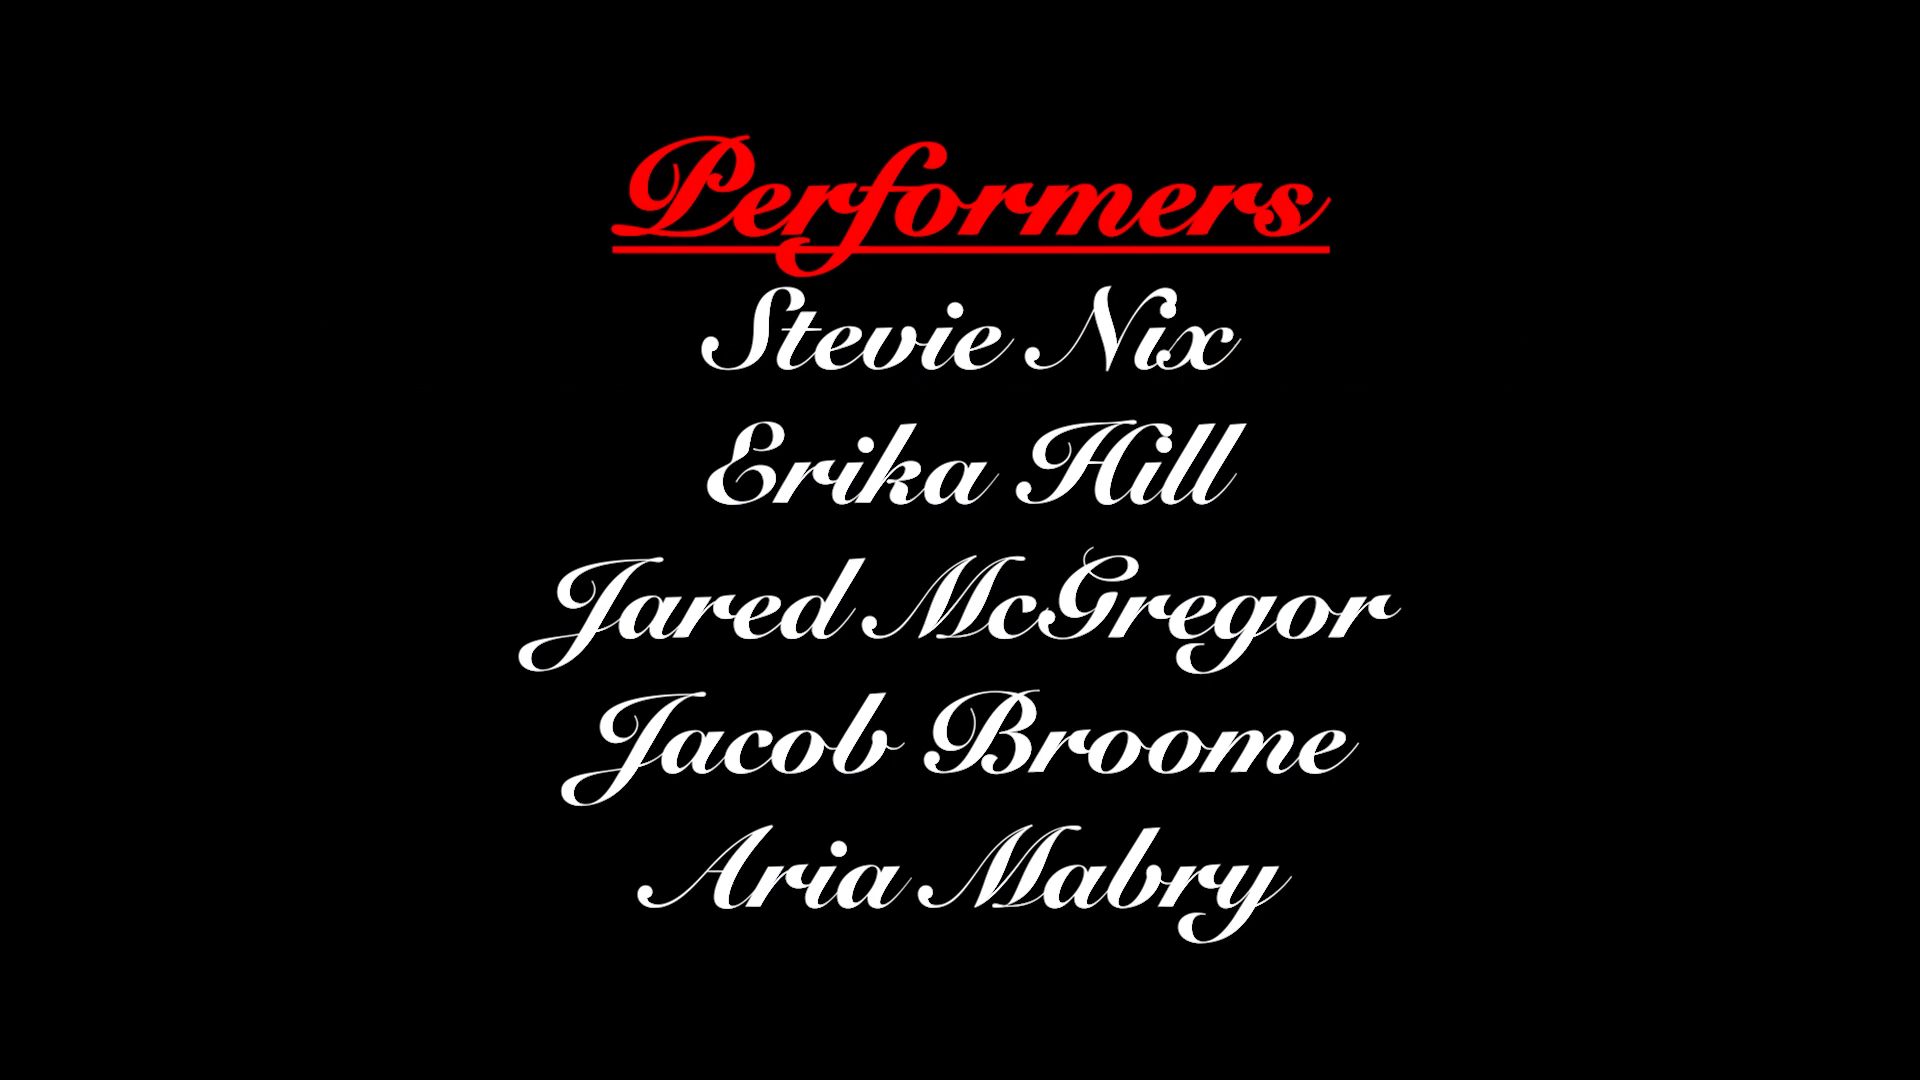 Performers
Stevie Nix
Erika Hill
Jared McGregor
Jacob Broome
Aria Mabry